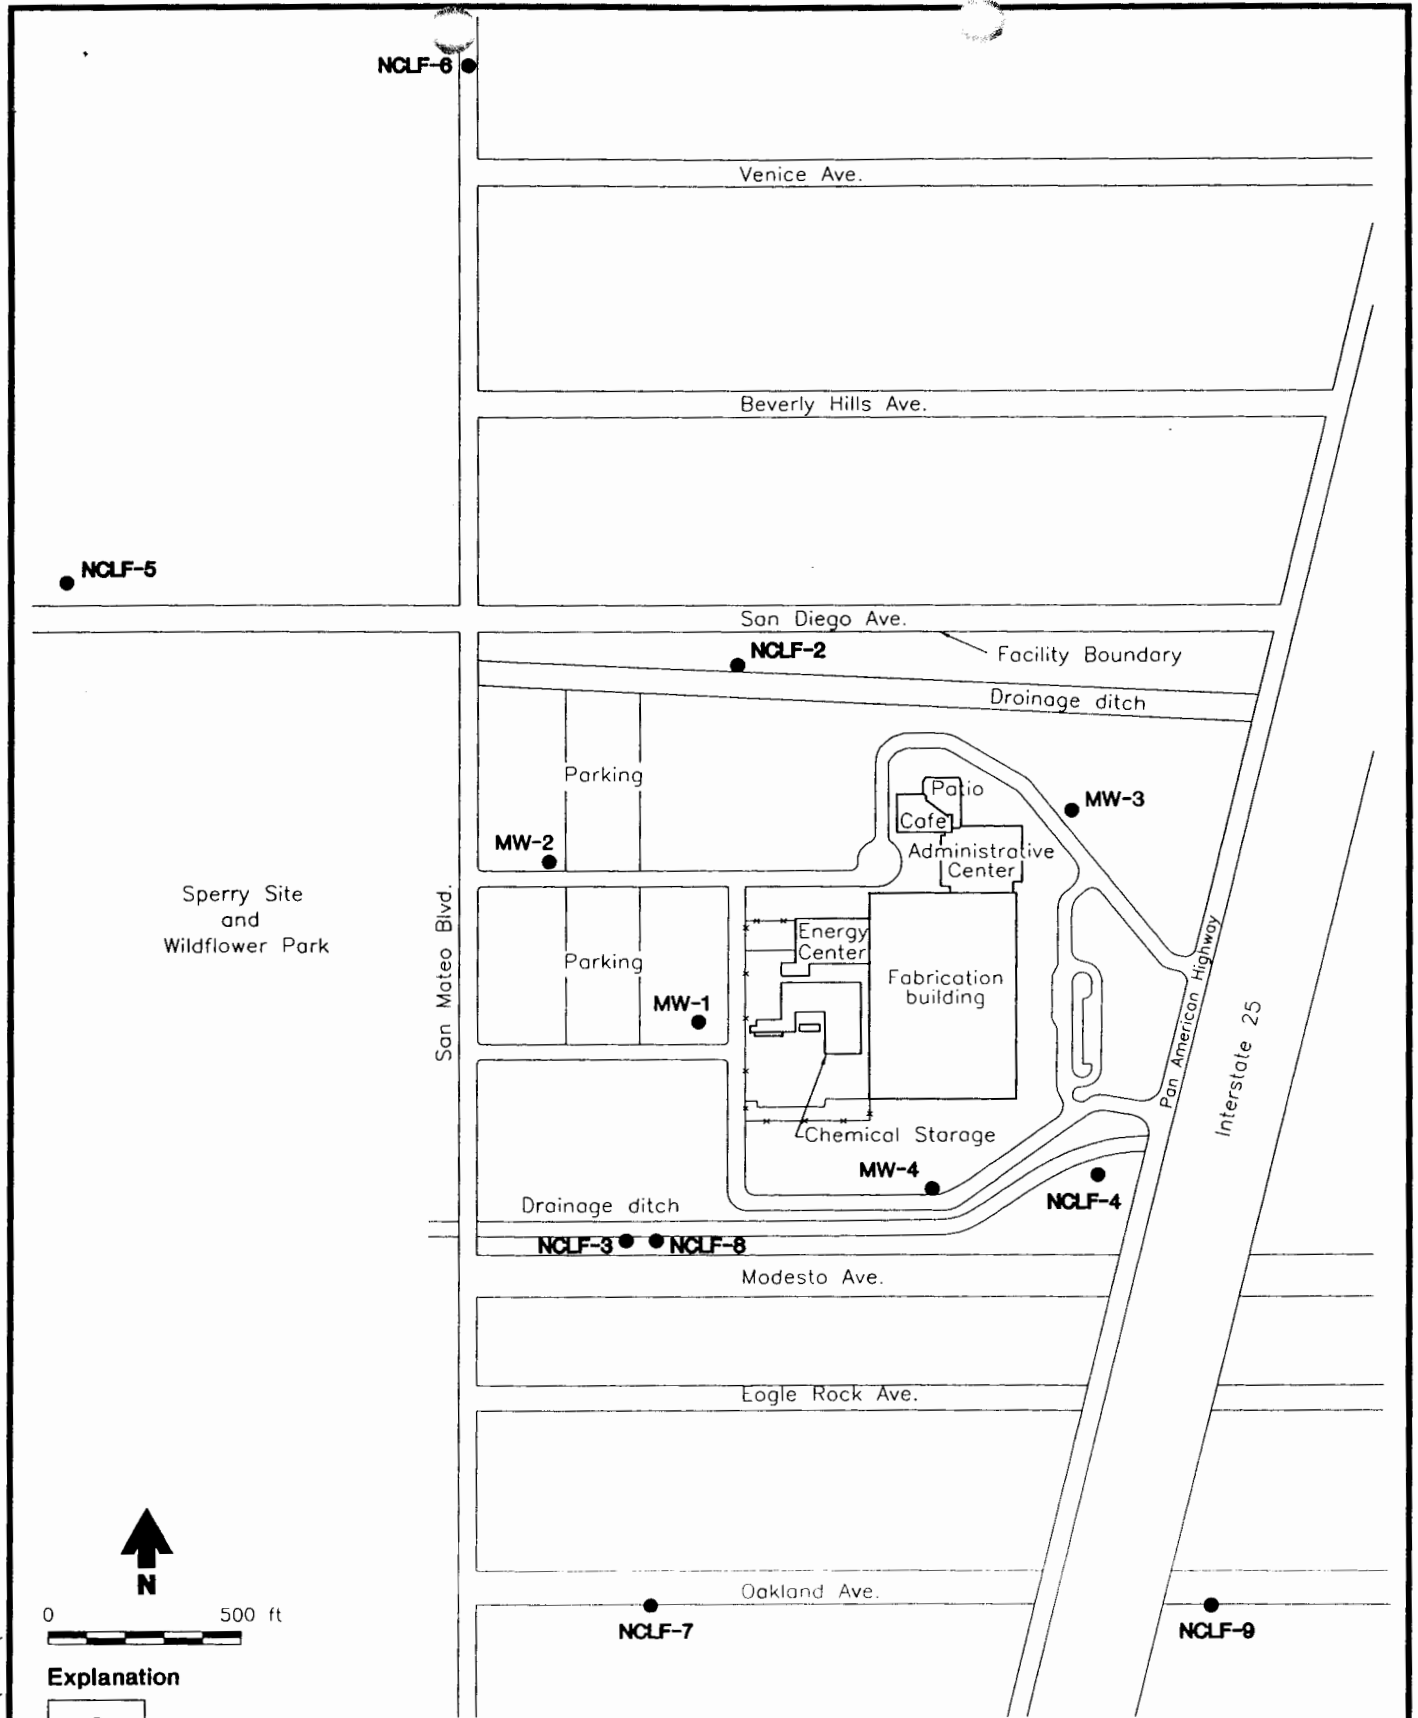 NCLF-6
Venice Ave.
Beverly Hills Ave.
NCLF-5
San Diego Ave.
NCLF-2
Facility Boundary
Drainage ditch
Parking
Patio
MW-3
Cafe
MW-2
Administrative
Center
Sperry Site
and
Wildflower Park
San Mateo Blvd.
Energy
Center
Parking
Fabrication
building
MW-1
Pan American Highway
Interstate 25
Chemical Storage
MW-4
NCLF-4
Drainage ditch
NCLF-3
NCLF-8
Modesto Ave.
Eagle Rock Ave.
N
Oakland Ave.
0 500 ft
NCLF-7
NCLF-9
Explanation